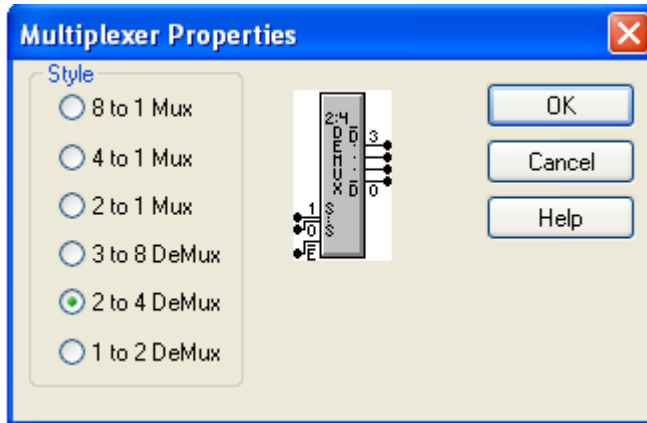 Multiplexer Properties
Style
8 to 1 Mux
4 to 1 Mux
2 to 1 Mux
3 to 8 DeMux
2 to 4 DeMux
1 to 2 DeMux
2:4
DEMUX
D̅ 3
D̅ 0
1 S
0 S
E̅
OK
Cancel
Help